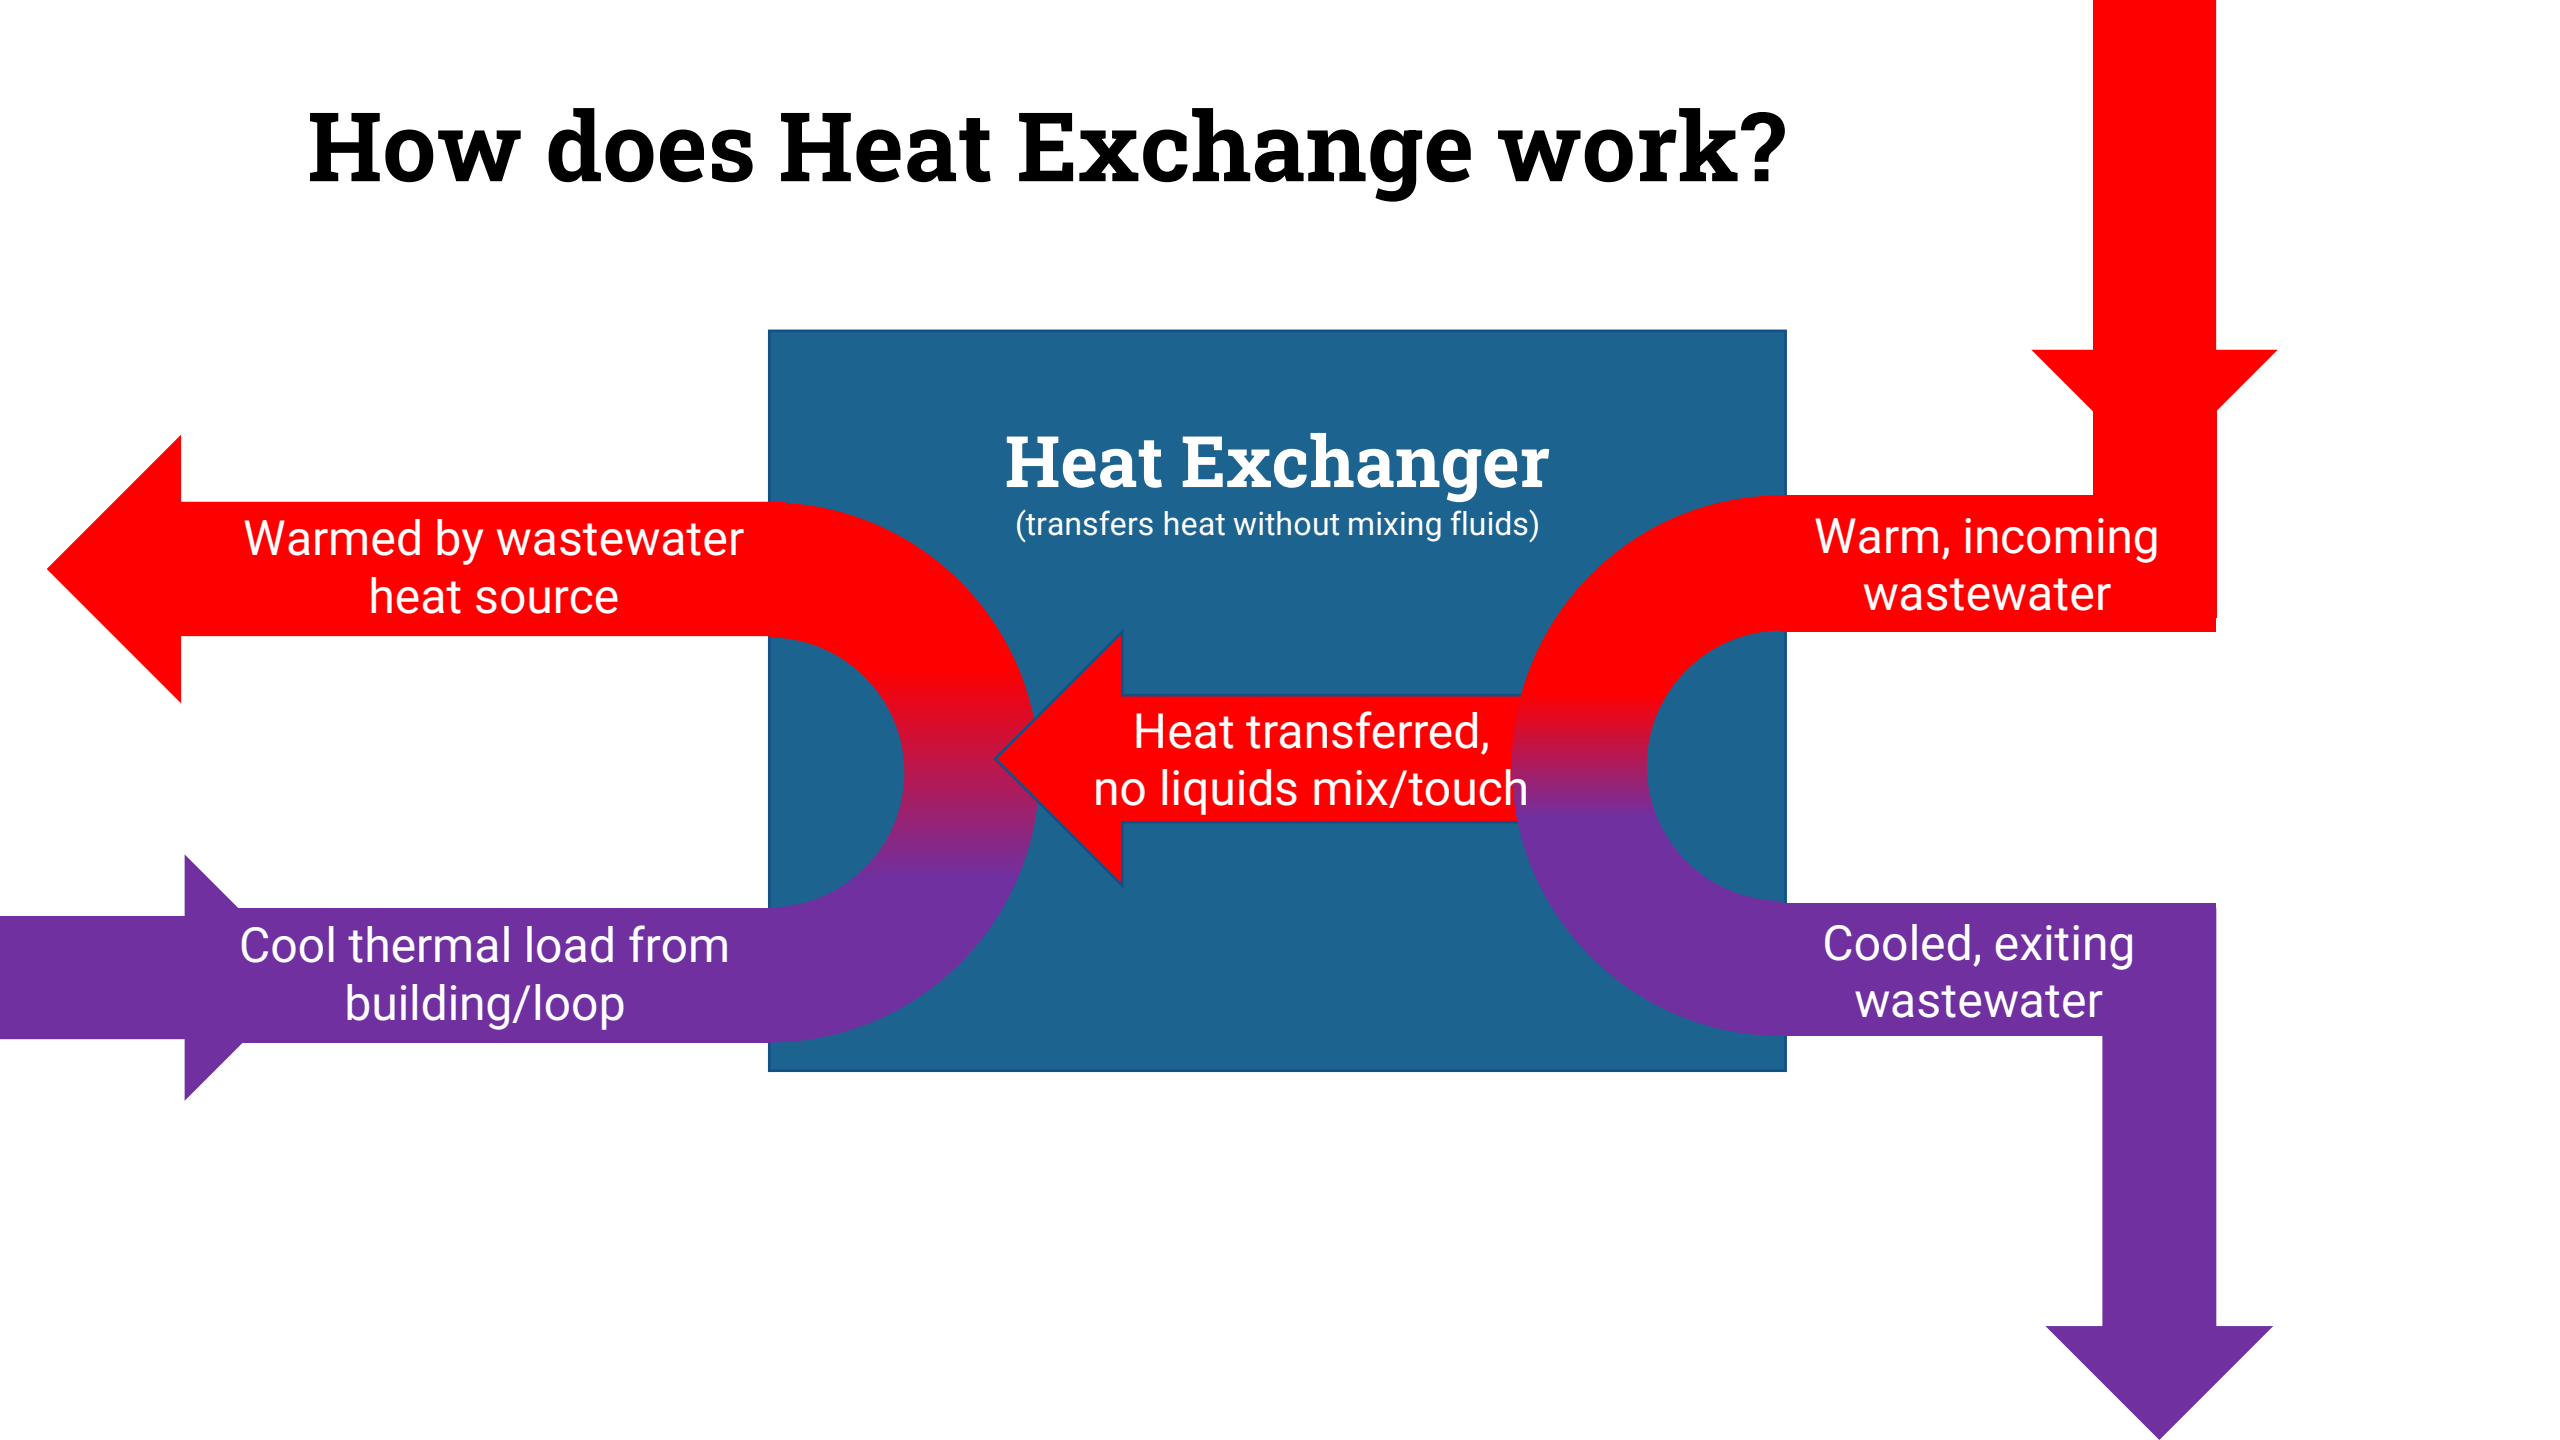 How does Heat Exchange work?
Heat Exchanger
(transfers heat without mixing fluids)
Warmed by wastewater
heat source
Warm, incoming
wastewater
Heat transferred,
no liquids mix/touch
Cool thermal load from
building/loop
Cooled, exiting
wastewater